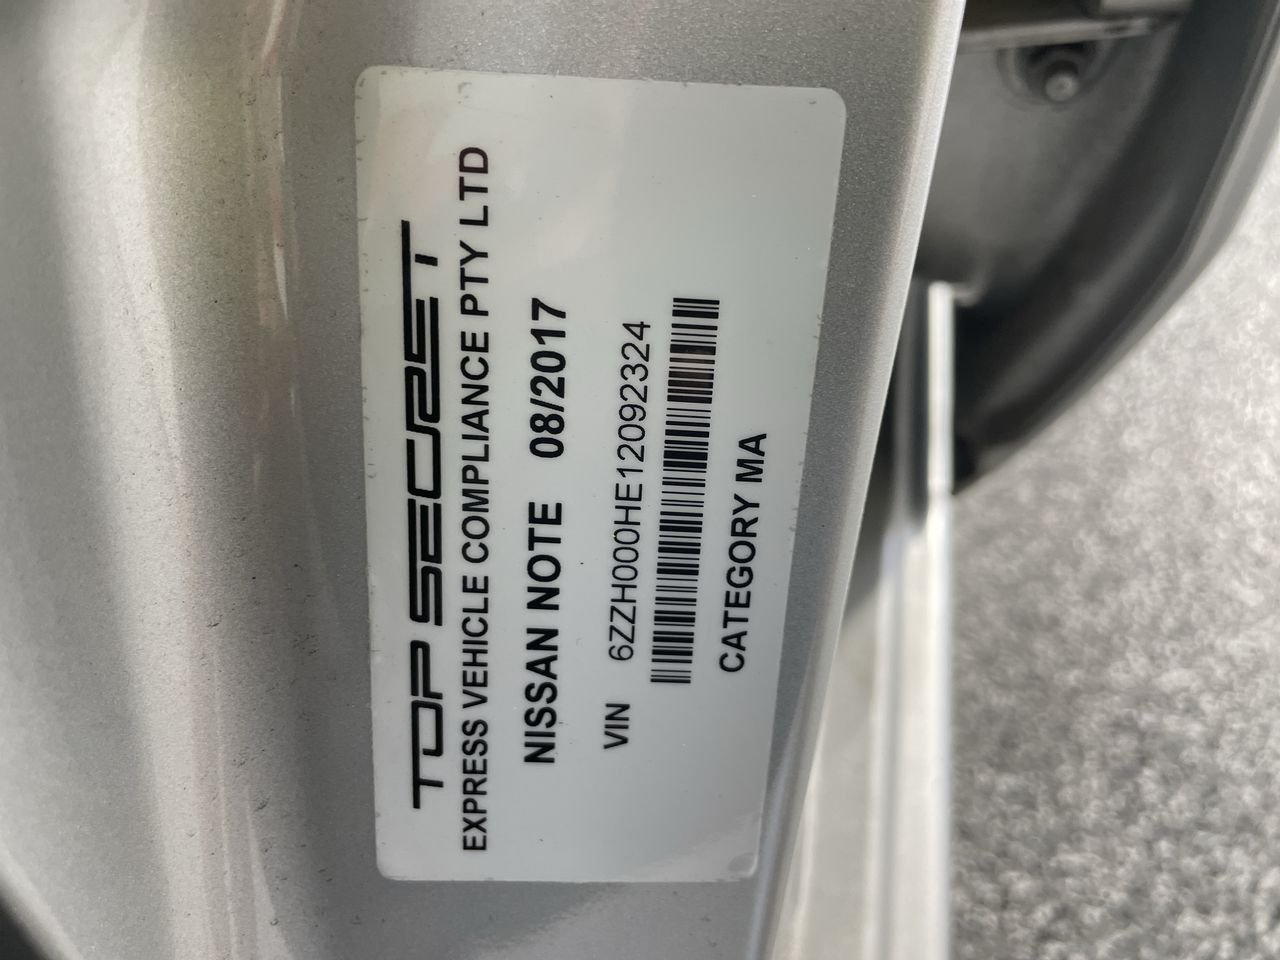 TOP SECRET
EXPRESS VEHICLE COMPLIANCE PTY LTD
NISSAN NOTE 08/2017
VIN 6ZZH000HE12092324
CATEGORY MA